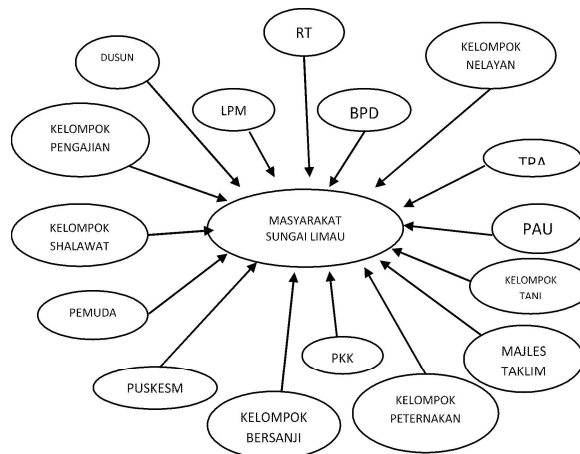 RT
KELOMPOK
NELAYAN
DUSUN
LPM
BPD
KELOMPOK
PENGAJIAN
MASYARAKAT
SUNGAI LIMAU
KELOMPOK
SHALAWAT
PAU
KELOMPOK
TANI
PEMUDA
PKK
MAJLES
TAKLIM
PUSKESM
KELOMPOK
BERSANJI
KELOMPOK
PETERNAKAN